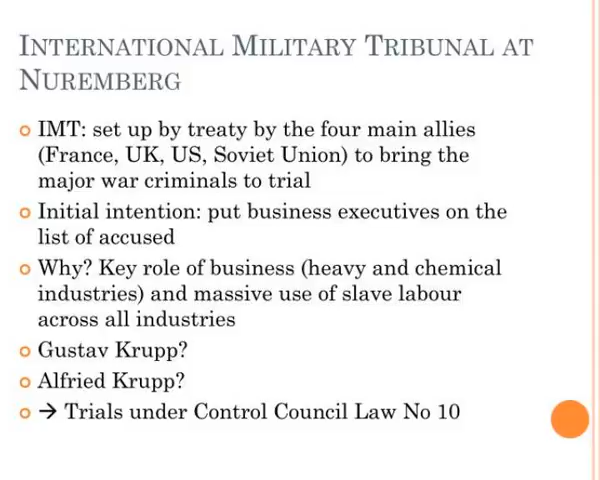 INTERNATIONAL MILITARY TRIBUNAL AT
NUREMBERG
IMT: set up by treaty by the four main allies
(France, UK, US, Soviet Union) to bring the
major war criminals to trial
Initial intention: put business executives on the
list of accused
Why? Key role of business (heavy and chemical
industries) and massive use of slave labour
across all industries
Gustav Krupp?
Alfried Krupp?
→ Trials under Control Council Law No 10